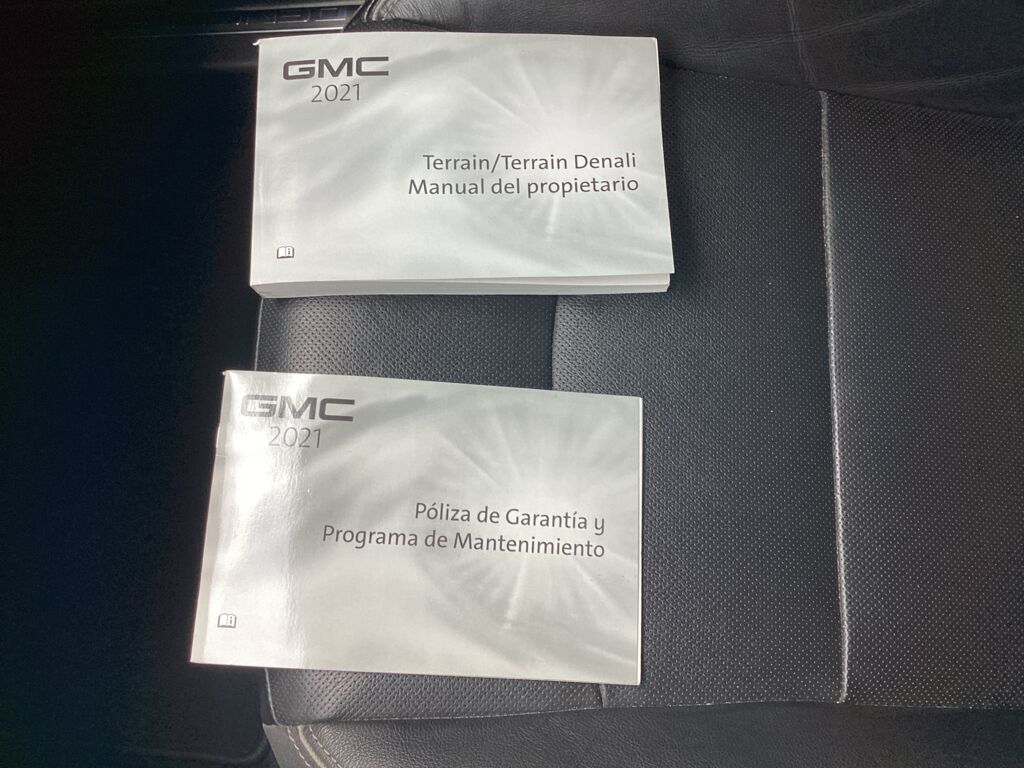 GMC
2021
Terrain/Terrain Denali
Manual del propietario
GMC
2021
Póliza de Garantía y
Programa de Mantenimiento